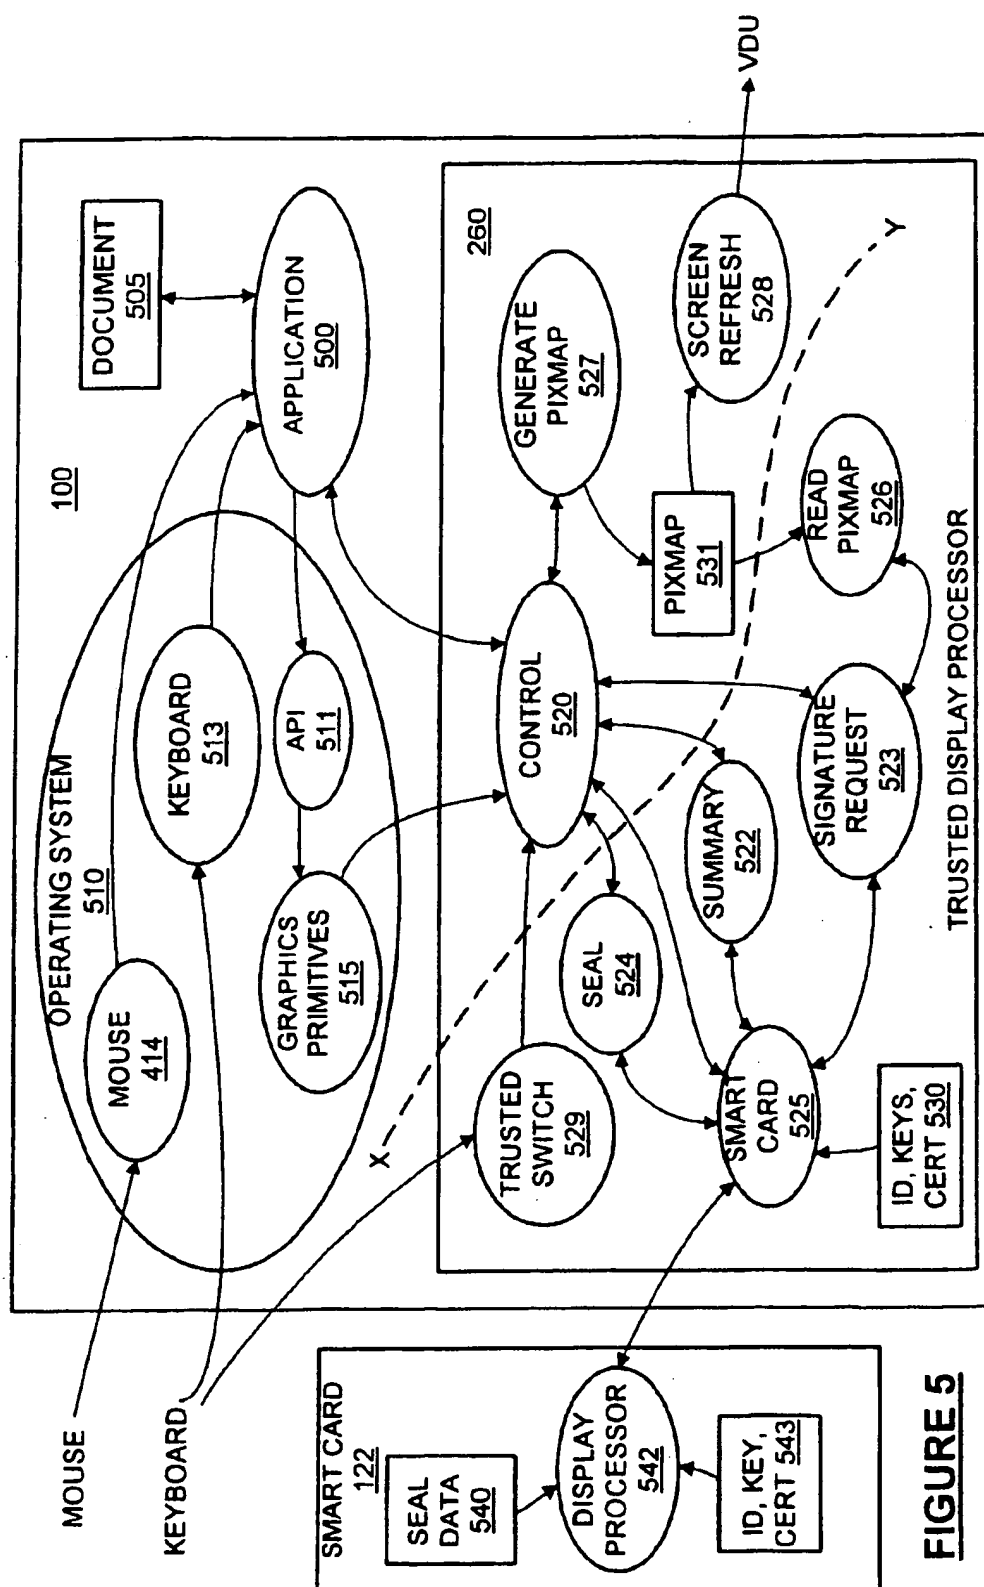 MOUSE
KEYBOARD
100
OPERATING SYSTEM
510
MOUSE
414
KEYBOARD
513
API
511
GRAPHICS
PRIMITIVES
515
DOCUMENT
505
APPLICATION
500
X
260
TRUSTED
SWITCH
529
CONTROL
520
GENERATE
PIXMAP
527
SEAL
524
PIXMAP
531
SCREEN
REFRESH
528
VDU
SUMMARY
522
SMART
CARD
525
SIGNATURE
REQUEST
523
READ
PIXMAP
526
Y
ID, KEYS,
CERT 530
TRUSTED DISPLAY PROCESSOR
SMART CARD
122
SEAL
DATA
540
DISPLAY
PROCESSOR
542
ID, KEY,
CERT 543
FIGURE 5